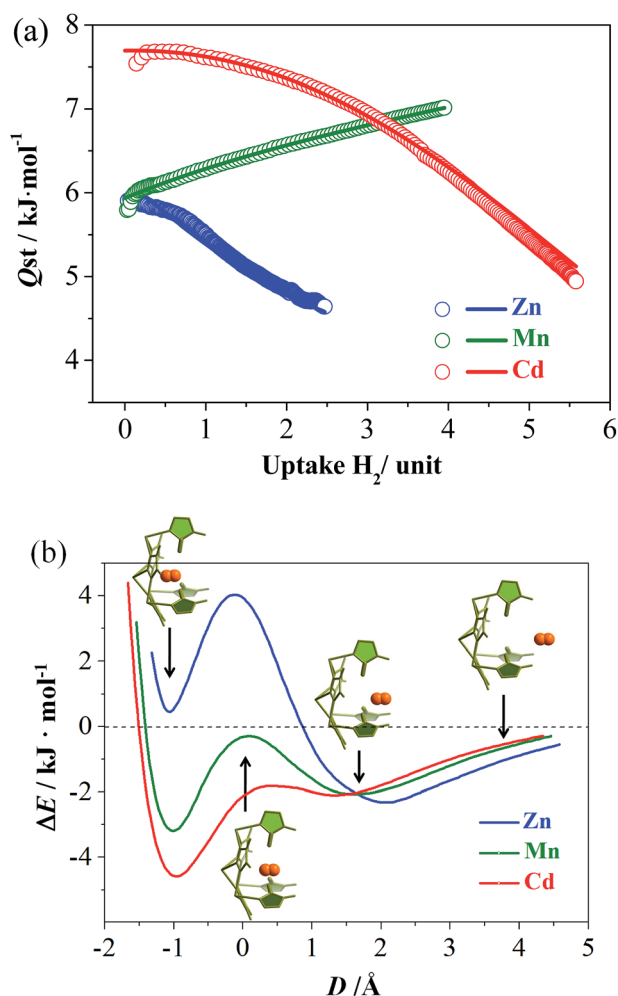 (a)
8
7
6
5
4
Qst / kJ·mol⁻¹
Zn
Mn
Cd
0 1 2 3 4 5 6
Uptake H₂/ unit
(b)
4
2
0
-2
-4
ΔE / kJ · mol⁻¹
Zn
Mn
Cd
-2 -1 0 1 2 3 4 5
D /Å